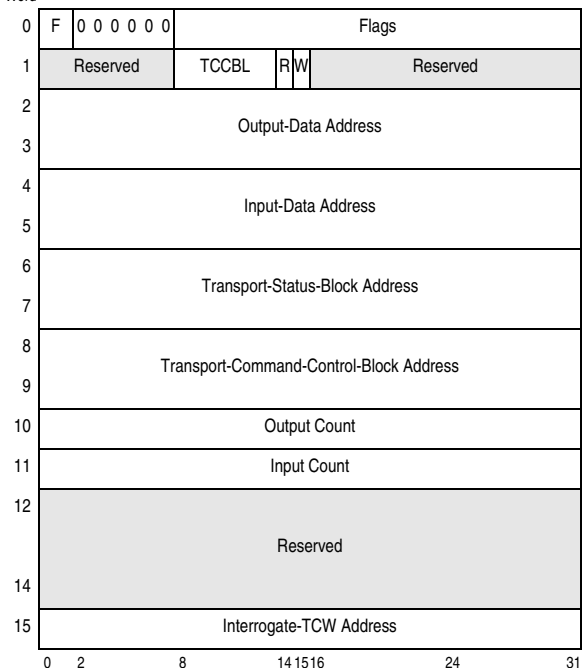 Word
0 F 0 0 0 0 0 0 Flags
1 Reserved TCCBL R W Reserved
2
Output-Data Address
3
4
Input-Data Address
5
6
Transport-Status-Block Address
7
8
Transport-Command-Control-Block Address
9
10 Output Count
11 Input Count
12
Reserved
14
15 Interrogate-TCW Address
0 2 8 14 15 16 24 31